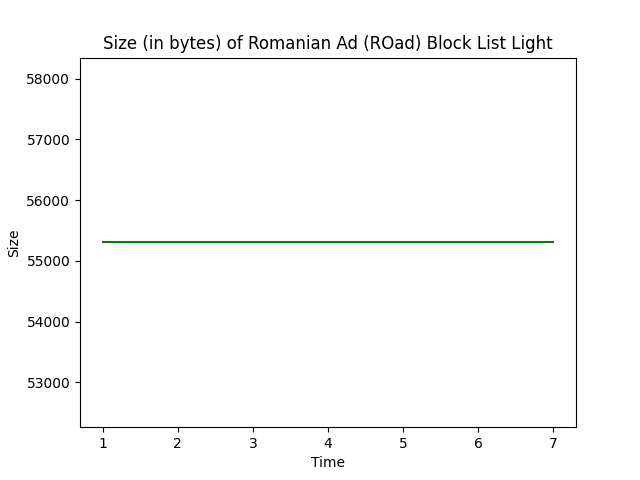 Size (in bytes) of Romanian Ad (ROad) Block List Light
58000
57000
56000
55000
54000
53000
Size
1 2 3 4 5 6 7
Time